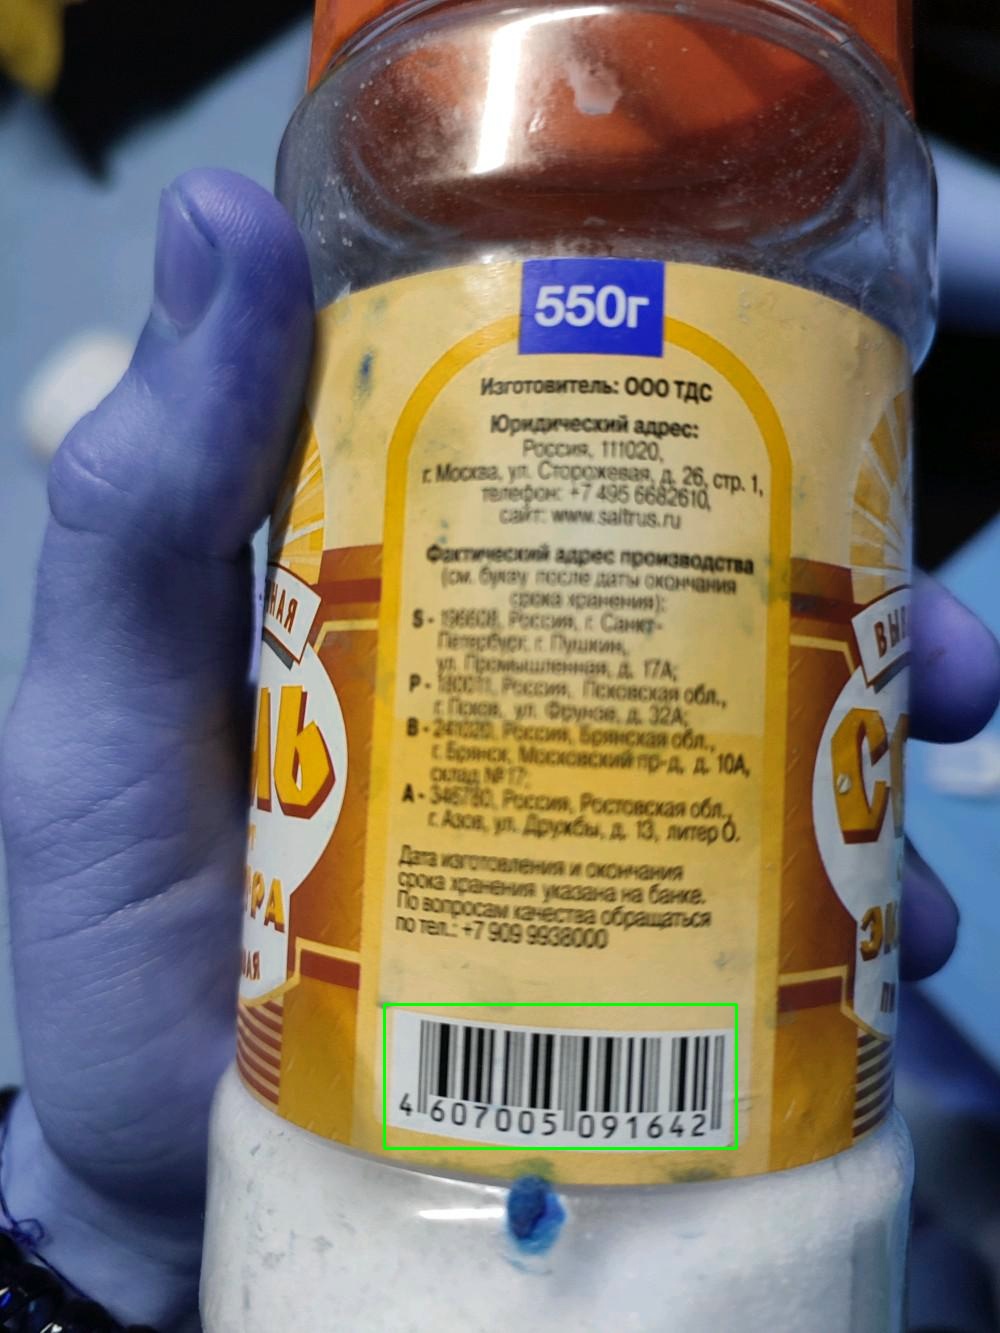 550г
Изготовитель: ООО ТДС
Юридический адрес:
Россия, 111020,
г. Москва, ул. Сторожевая, д. 26, стр. 1,
телефон: +7 495 6682610,
сайт: www.saltrus.ru
Фактический адрес производства
(см. букву после даты окончания
срока хранения):
S - 196608, Россия, г. Санкт-
Петербург, г. Пушкин,
ул. Промышленная, д. 17А;
P - 180011, Россия, Псковская обл.,
г. Псков, ул. Фрунзе, д. 32А;
B - 241020, Россия, Брянская обл.,
г. Брянск, Московский пр-д, д. 10А,
склад №17;
A - 346780, Россия, Ростовская обл.,
г. Азов, ул. Дружбы, д. 13, литер О.
Дата изготовления и окончания
срока хранения указана на банке.
По вопросам качества обращаться
по тел.: +7 909 9938000
4 607005 091642